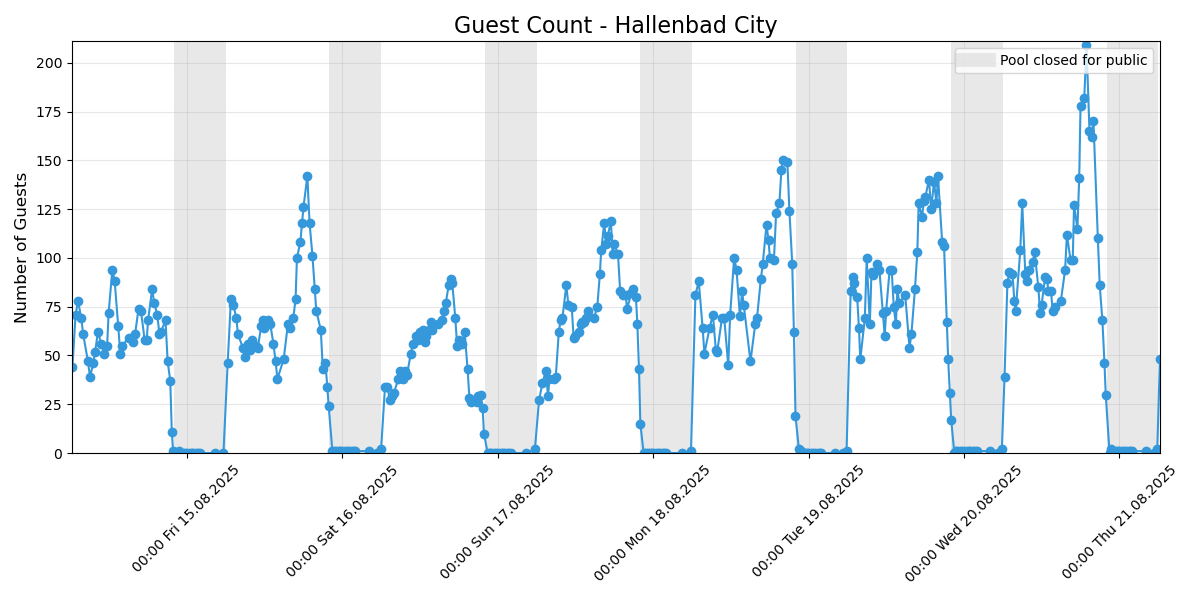 Guest Count - Hallenbad City
Pool closed for public
Number of Guests
200
175
150
125
100
75
50
25
0
00:00 Fri 15.08.2025
00:00 Sat 16.08.2025
00:00 Sun 17.08.2025
00:00 Mon 18.08.2025
00:00 Tue 19.08.2025
00:00 Wed 20.08.2025
00:00 Thu 21.08.2025